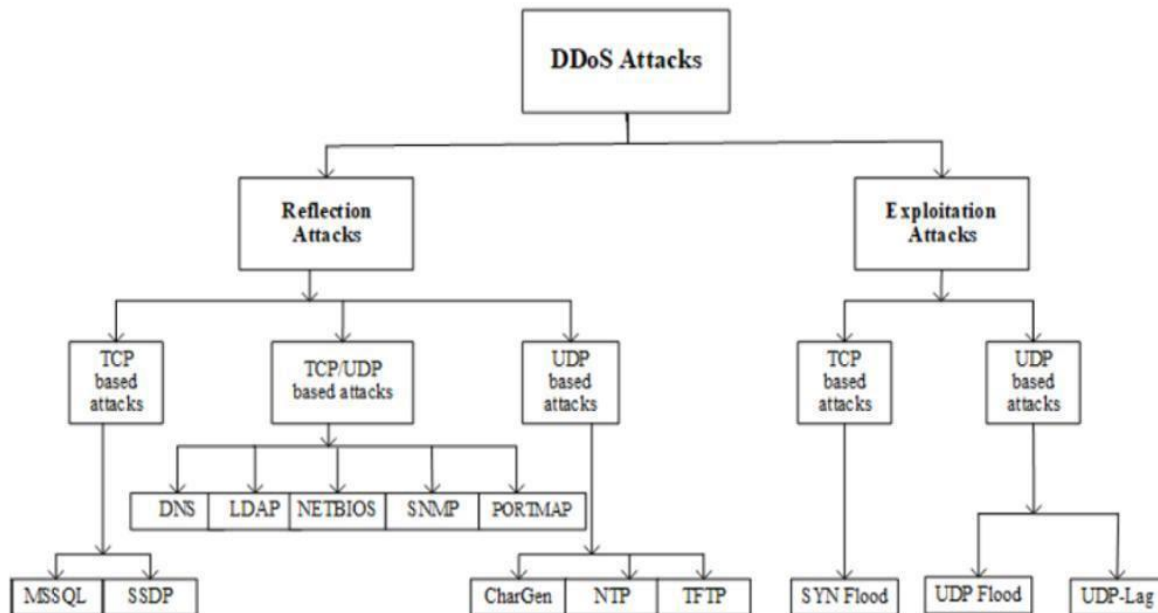 DDoS Attacks
Reflection
Attacks
Exploitation
Attacks
TCP
based
attacks
TCP/UDP
based attacks
UDP
based
attacks
TCP
based
attacks
UDP
based
attacks
DNS
LDAP
NETBIOS
SNMP
PORTMAP
MSSQL
SSDP
CharGen
NTP
TFTP
SYN Flood
UDP Flood
UDP-Lag